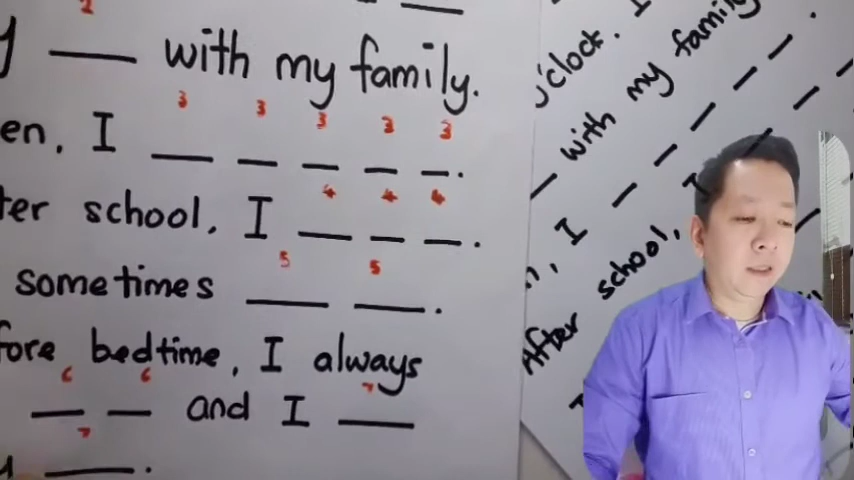 with my family.
en, I
ter school, I
sometimes
fore bedtime, I always
and I
o'clock. I
with my family
n, I
After school,